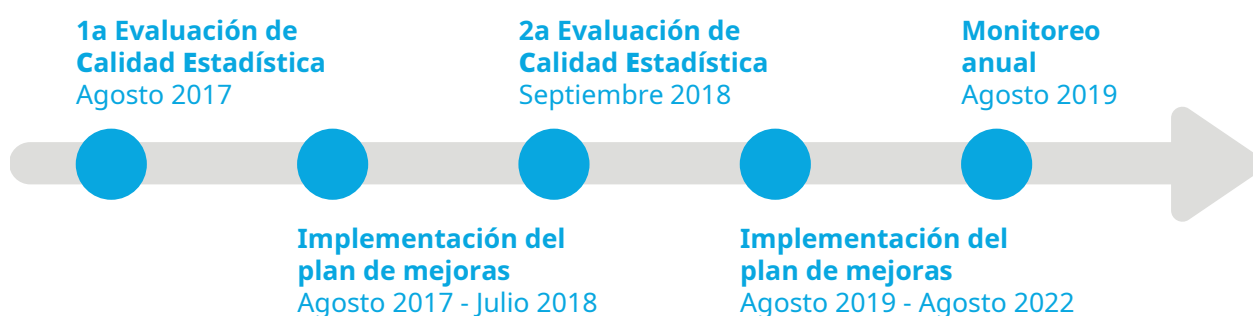 1a Evaluación de
Calidad Estadística
Agosto 2017
2a Evaluación de
Calidad Estadística
Septiembre 2018
Monitoreo
anual
Agosto 2019
Implementación del
plan de mejoras
Agosto 2017 - Julio 2018
Implementación del
plan de mejoras
Agosto 2019 - Agosto 2022